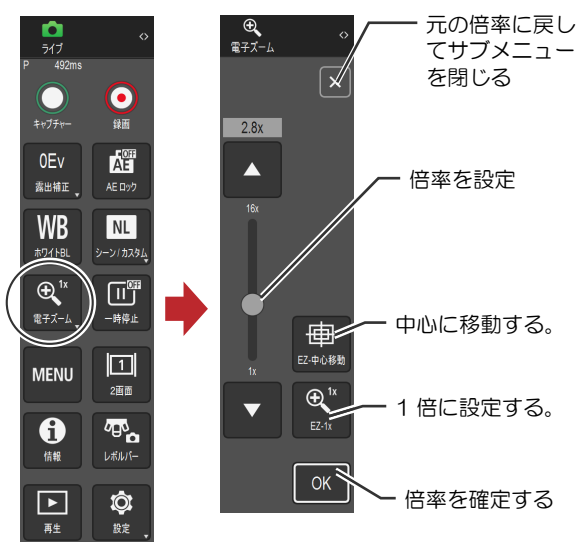 ライブ
P 492ms
キャプチャー
録画
0Ev
露出補正
OFF
AE
AE ロック
WB
ホワイトBL
NL
シーン/カスタム
1x
電子ズーム
OFF
一時停止
MENU
1
2画面
情報
レボルバー
再生
設定
電子ズーム
2.8x
16x
1x
EZ-中心移動
1x
EZ-1x
OK
元の倍率に戻し
てサブメニュー
を閉じる
倍率を設定
中心に移動する。
1 倍に設定する。
倍率を確定する